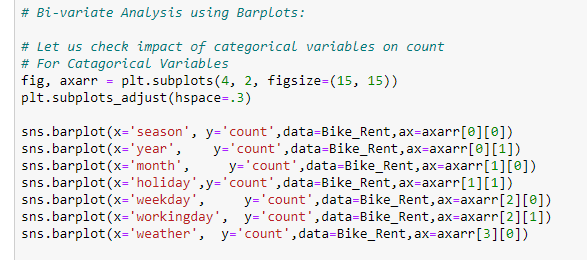 # Bi-variate Analysis using Barplots:
# Let us check impact of categorical variables on count
# For Catagorical Variables
fig, axarr = plt.subplots(4, 2, figsize=(15, 15))
plt.subplots_adjust(hspace=.3)
sns.barplot(x='season', y='count',data=Bike_Rent,ax=axarr[0][0])
sns.barplot(x='year',    y='count',data=Bike_Rent,ax=axarr[0][1])
sns.barplot(x='month',     y='count',data=Bike_Rent,ax=axarr[1][0])
sns.barplot(x='holiday',y='count',data=Bike_Rent,ax=axarr[1][1])
sns.barplot(x='weekday',     y='count',data=Bike_Rent,ax=axarr[2][0])
sns.barplot(x='workingday',  y='count',data=Bike_Rent,ax=axarr[2][1])
sns.barplot(x='weather',  y='count',data=Bike_Rent,ax=axarr[3][0])